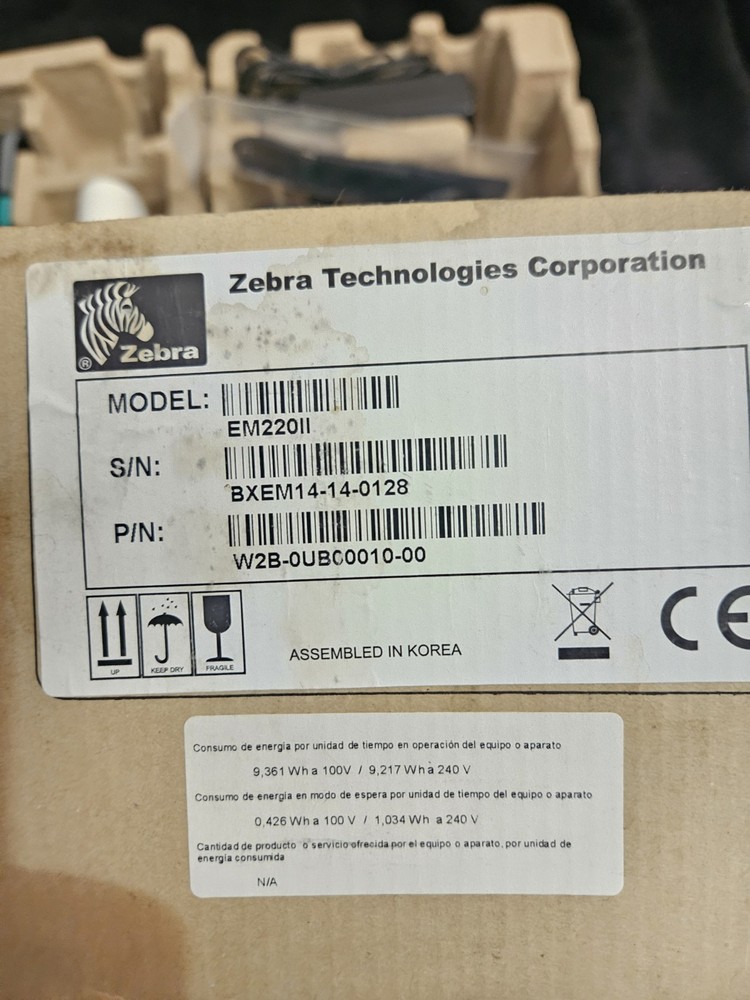 Zebra Technologies Corporation
® Zebra
MODEL:
EM220II
S/N:
BXEM14-14-0128
P/N:
W2B-0UB00010-00
UP
KEEP DRY
FRAGILE
ASSEMBLED IN KOREA
CE
Consumo de energia por unidad de tiempo en operación del equipo o aparato
9,361 Wh a 100V / 9,217 Wh a 240 V
Consumo de energia en modo de espera por unidad de tiempo del equipo o aparato
0,426 Wh a 100 V / 1,034 Wh a 240 V
Cantidad de producto o servicio ofrecida por el equipo o aparato, por unidad de
energia consumida
N/A